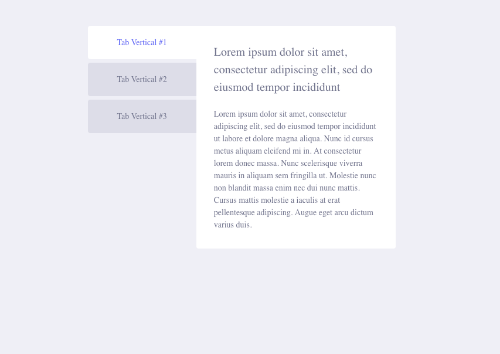 Tab Vertical #1
Tab Vertical #2
Tab Vertical #3
Lorem ipsum dolor sit amet,
consectetur adipiscing elit, sed do
eiusmod tempor incididunt
Lorem ipsum dolor sit amet, consectetur
adipiscing elit, sed do eiusmod tempor incididunt
ut labore et dolore magna aliqua. Nunc id cursus
metus aliquam eleifend mi in. At consectetur
lorem donec massa. Nunc scelerisque viverra
mauris in aliquam sem fringilla ut. Molestie nunc
non blandit massa enim nec dui nunc mattis.
Cursus mattis molestie a iaculis at erat
pellentesque adipiscing. Augue eget arcu dictum
varius duis.